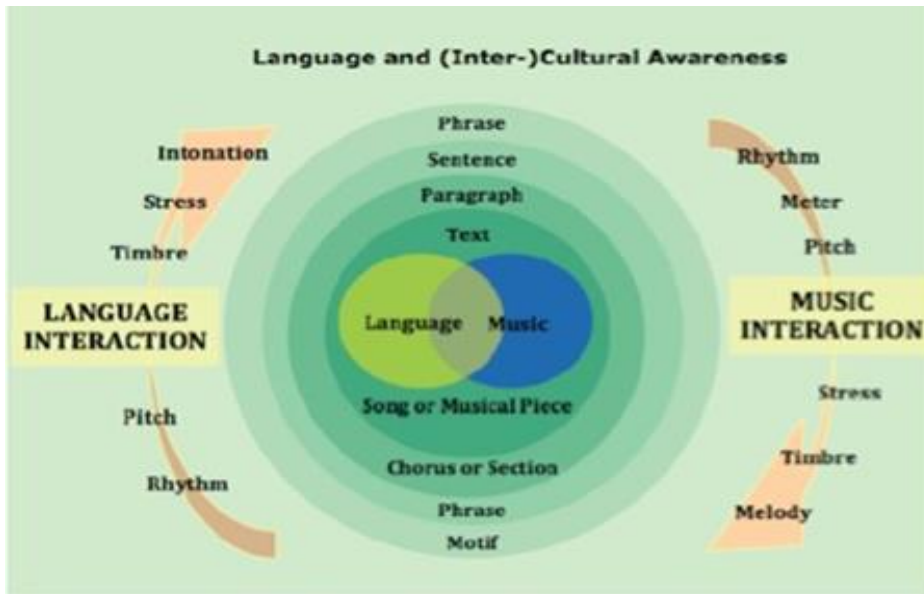 Language and (Inter-)Cultural Awareness
Phrase
Sentence
Paragraph
Text
Language
Music
Song or Musical Piece
Chorus or Section
Phrase
Motif
Intonation
Stress
Timbre
LANGUAGE
INTERACTION
Pitch
Rhythm
Rhythm
Meter
Pitch
MUSIC
INTERACTION
Stress
Timbre
Melody